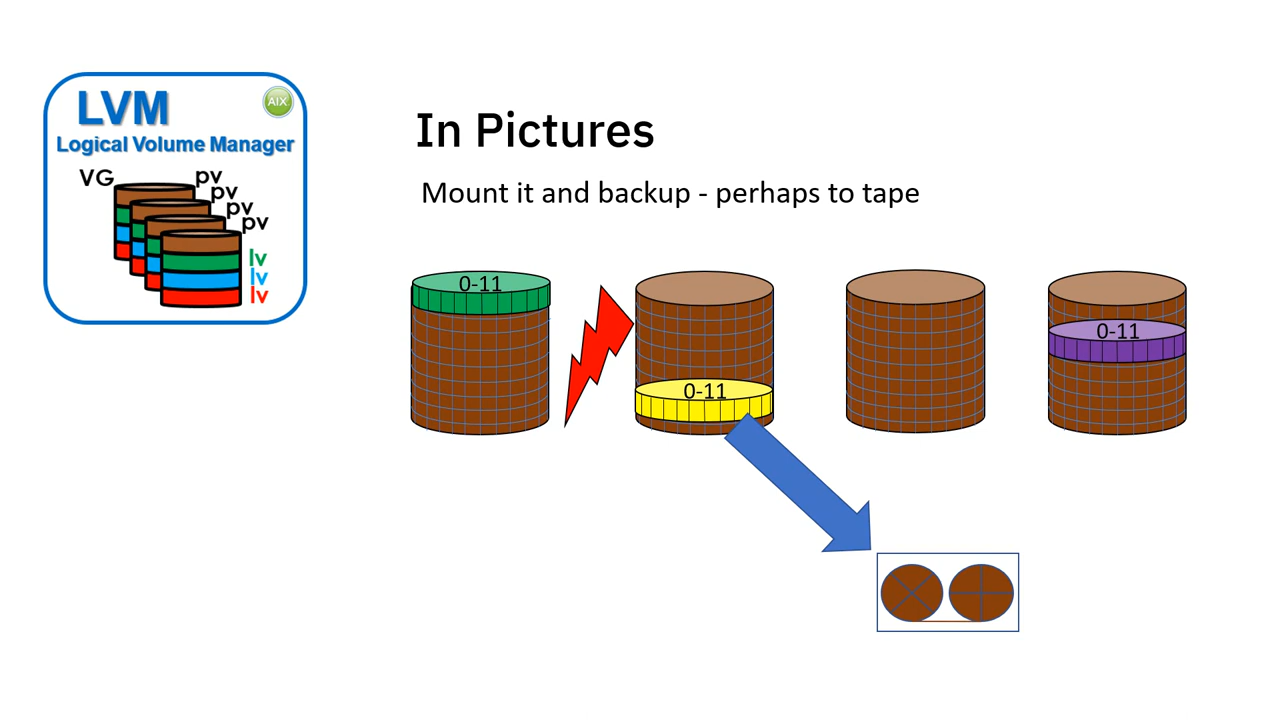 LVM
AIX
Logical Volume Manager
VG
pv
pv
pv
pv
lv
lv
lv
In Pictures
Mount it and backup - perhaps to tape
0-11
0-11
0-11